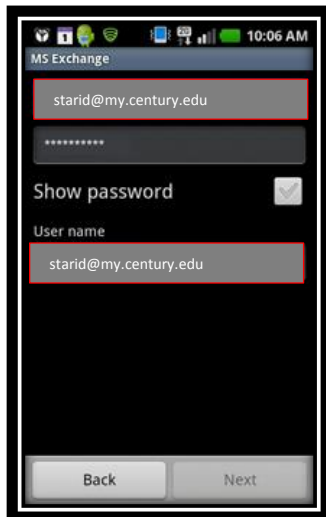 10:06 AM
MS Exchange
starid@my.century.edu
**********
Show password
User name
starid@my.century.edu
Back Next